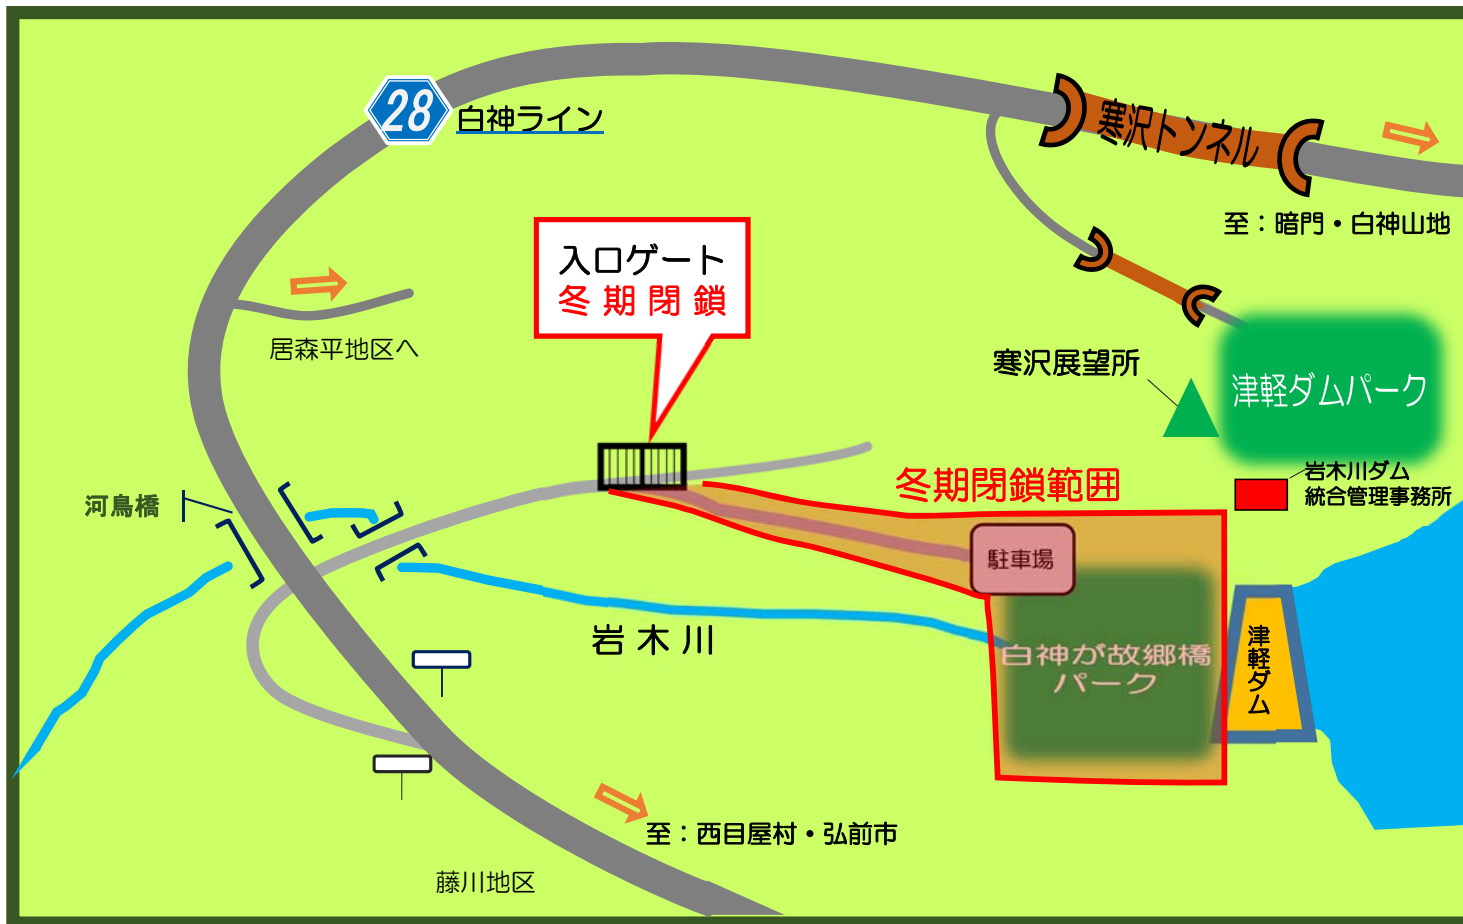 28
白神ライン
寒沢トンネル
至：暗門・白神山地
入口ゲート
冬期閉鎖
居森平地区へ
寒沢展望所
津軽ダムパーク
岩木川ダム
統合管理事務所
冬期閉鎖範囲
河鳥橋
駐車場
岩木川
白神が故郷橋
パーク
津軽ダム
至：西目屋村・弘前市
藤川地区